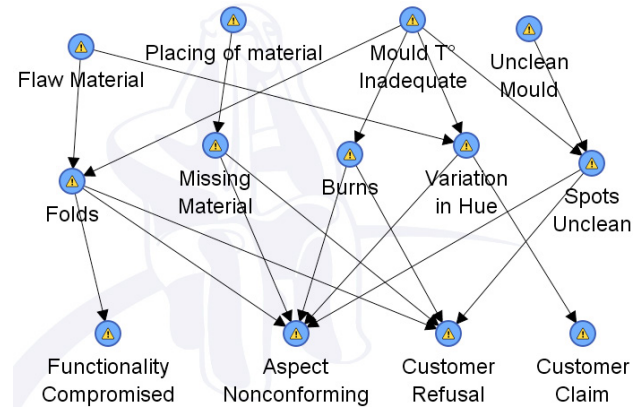 Flaw Material
Placing of material
Mould T°
Inadequate
Unclean
Mould
Folds
Missing
Material
Burns
Variation
in Hue
Spots
Unclean
Functionality
Compromised
Aspect
Nonconforming
Customer
Refusal
Customer
Claim